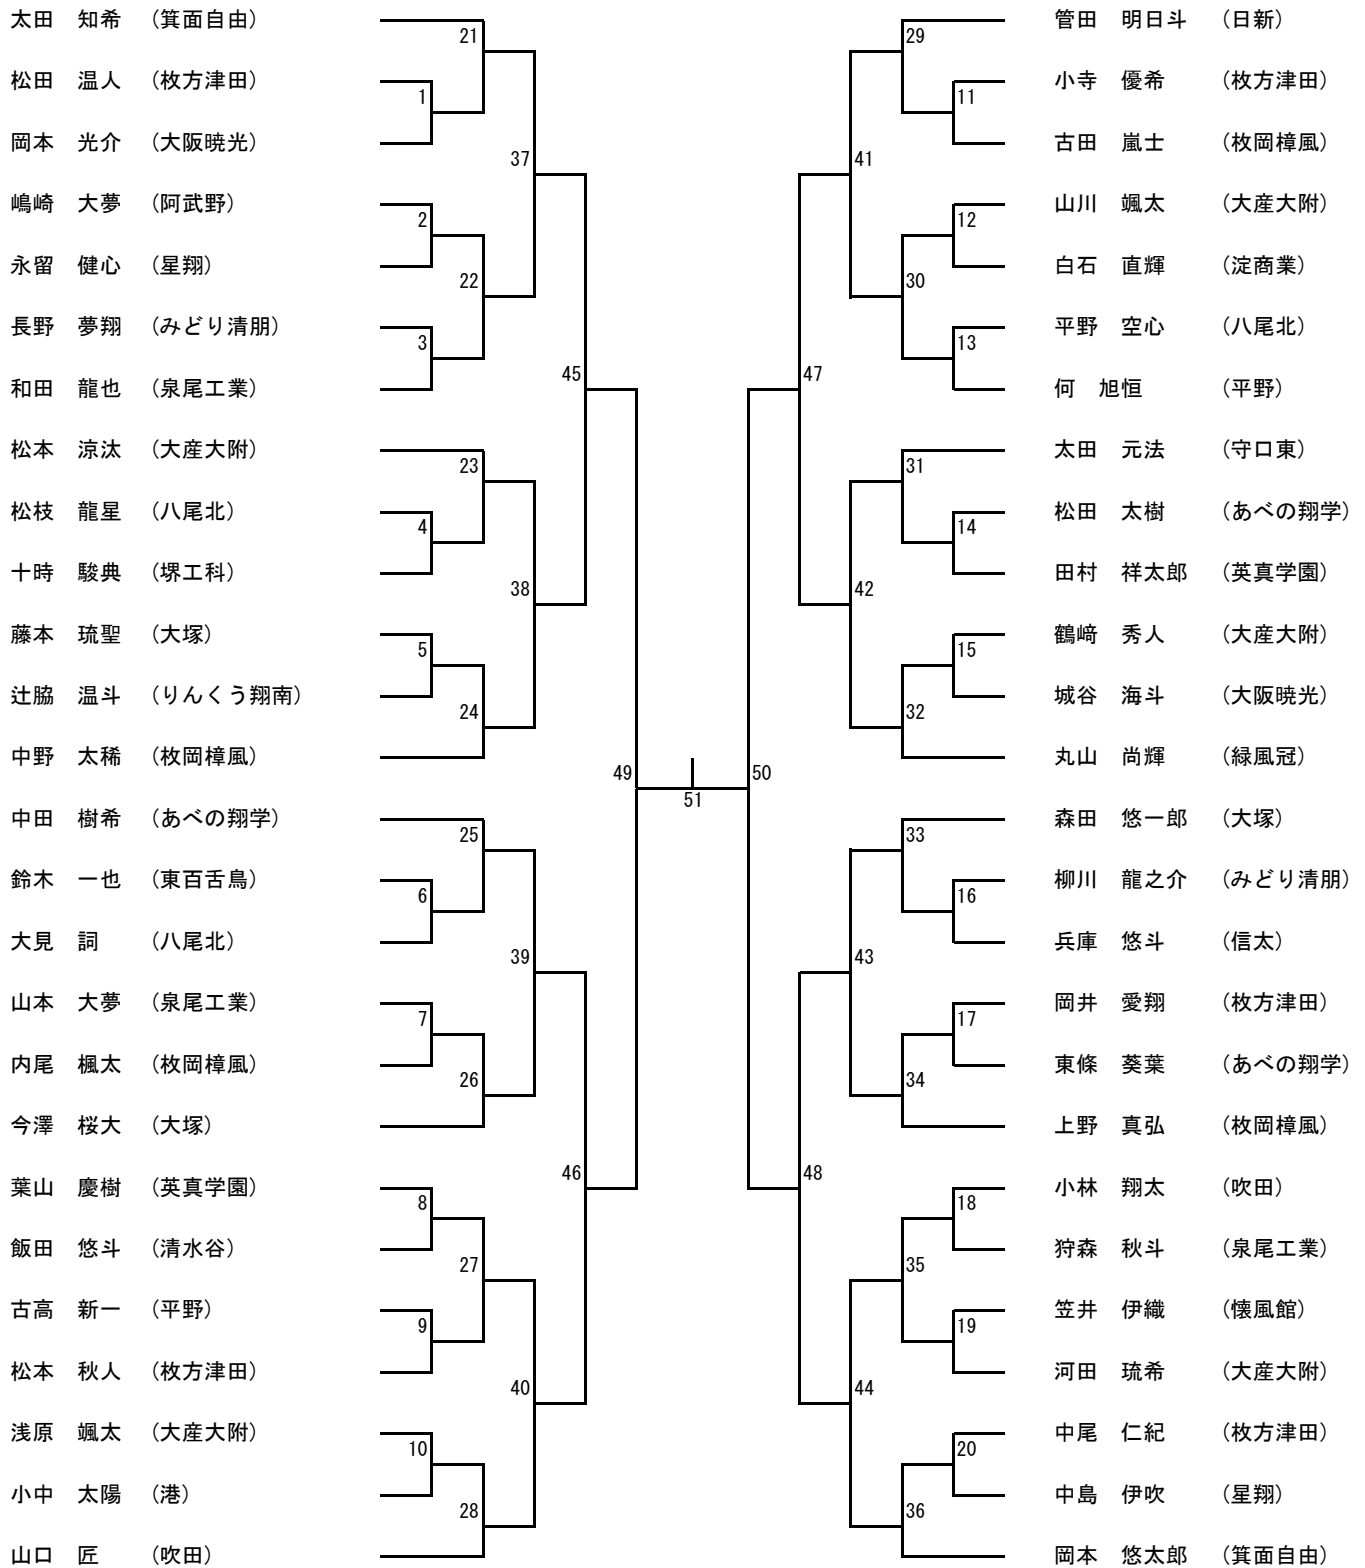 太田　知希　（箕面自由）
21
松田　温人　（枚方津田）
1
岡本　光介　（大阪暁光）
37
嶋崎　大夢　（阿武野）
2
永留　健心　（星翔）
22
長野　夢翔　（みどり清朋）
3
和田　龍也　（泉尾工業）
45
松本　涼汰　（大産大附）
23
松枝　龍星　（八尾北）
4
十時　駿典　（堺工科）
38
藤本　琉聖　（大塚）
5
辻脇　温斗　（りんくう翔南）
24
中野　太稀　（枚岡樟風）
49
中田　樹希　（あべの翔学）
25
鈴木　一也　（東百舌鳥）
6
大見　詞　（八尾北）
39
山本　大夢　（泉尾工業）
7
内尾　楓太　（枚岡樟風）
26
今澤　桜大　（大塚）
46
葉山　慶樹　（英真学園）
8
飯田　悠斗　（清水谷）
27
古高　新一　（平野）
9
松本　秋人　（枚方津田）
40
浅原　颯太　（大産大附）
10
小中　太陽　（港）
28
山口　匠　（吹田）
51
管田　明日斗　（日新）
29
小寺　優希　（枚方津田）
11
古田　嵐士　（枚岡樟風）
41
山川　颯太　（大産大附）
12
白石　直輝　（淀商業）
30
平野　空心　（八尾北）
13
何　旭恒　（平野）
47
太田　元法　（守口東）
31
松田　太樹　（あべの翔学）
14
田村　祥太郎　（英真学園）
42
鶴﨑　秀人　（大産大附）
15
城谷　海斗　（大阪暁光）
32
丸山　尚輝　（緑風冠）
50
森田　悠一郎　（大塚）
33
柳川　龍之介　（みどり清朋）
16
兵庫　悠斗　（信太）
43
岡井　愛翔　（枚方津田）
17
東條　葵葉　（あべの翔学）
34
上野　真弘　（枚岡樟風）
48
小林　翔太　（吹田）
18
狩森　秋斗　（泉尾工業）
35
笠井　伊織　（懐風館）
19
河田　琉希　（大産大附）
44
中尾　仁紀　（枚方津田）
20
中島　伊吹　（星翔）
36
岡本　悠太郎　（箕面自由）